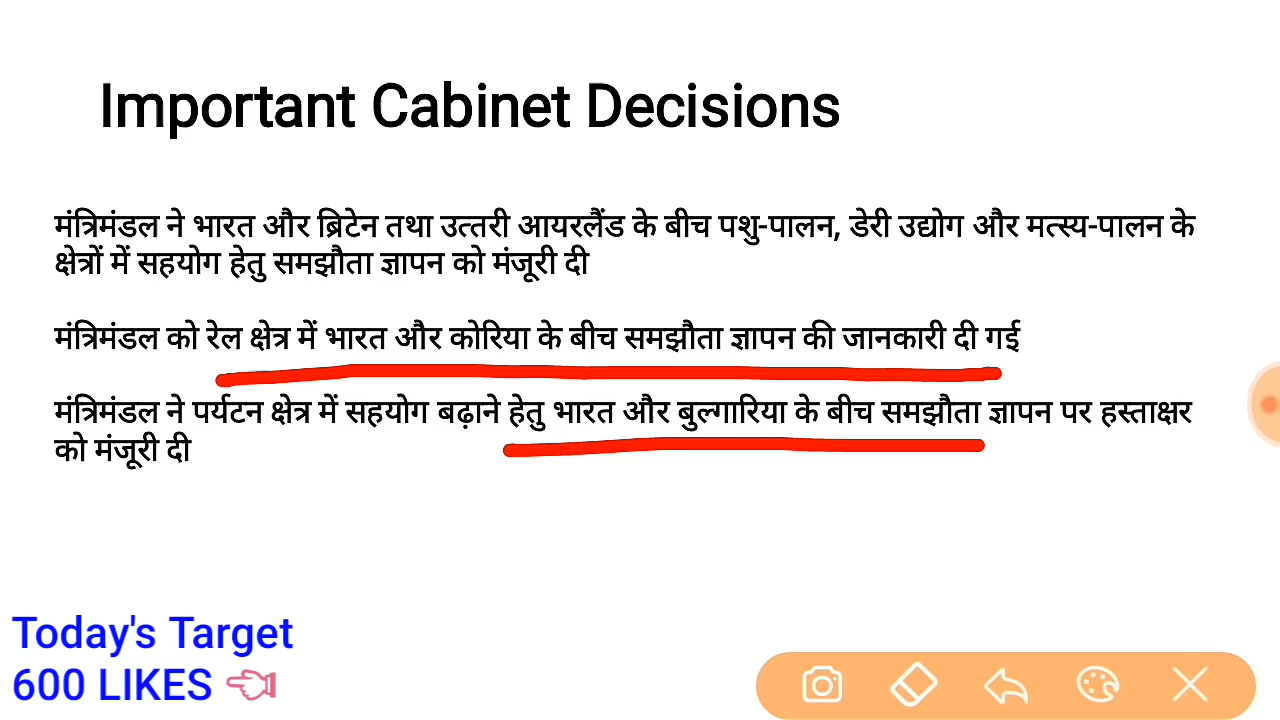 Important Cabinet Decisions
मंत्रिमंडल ने भारत और ब्रिटेन तथा उत्तरी आयरलैंड के बीच पशु-पालन, डेरी उद्योग और मत्स्य-पालन के
क्षेत्रों में सहयोग हेतु समझौता ज्ञापन को मंजूरी दी
मंत्रिमंडल को रेल क्षेत्र में भारत और कोरिया के बीच समझौता ज्ञापन की जानकारी दी गई
मंत्रिमंडल ने पर्यटन क्षेत्र में सहयोग बढ़ाने हेतु भारत और बुल्गारिया के बीच समझौता ज्ञापन पर हस्ताक्षर
को मंजूरी दी
Today's Target
600 LIKES